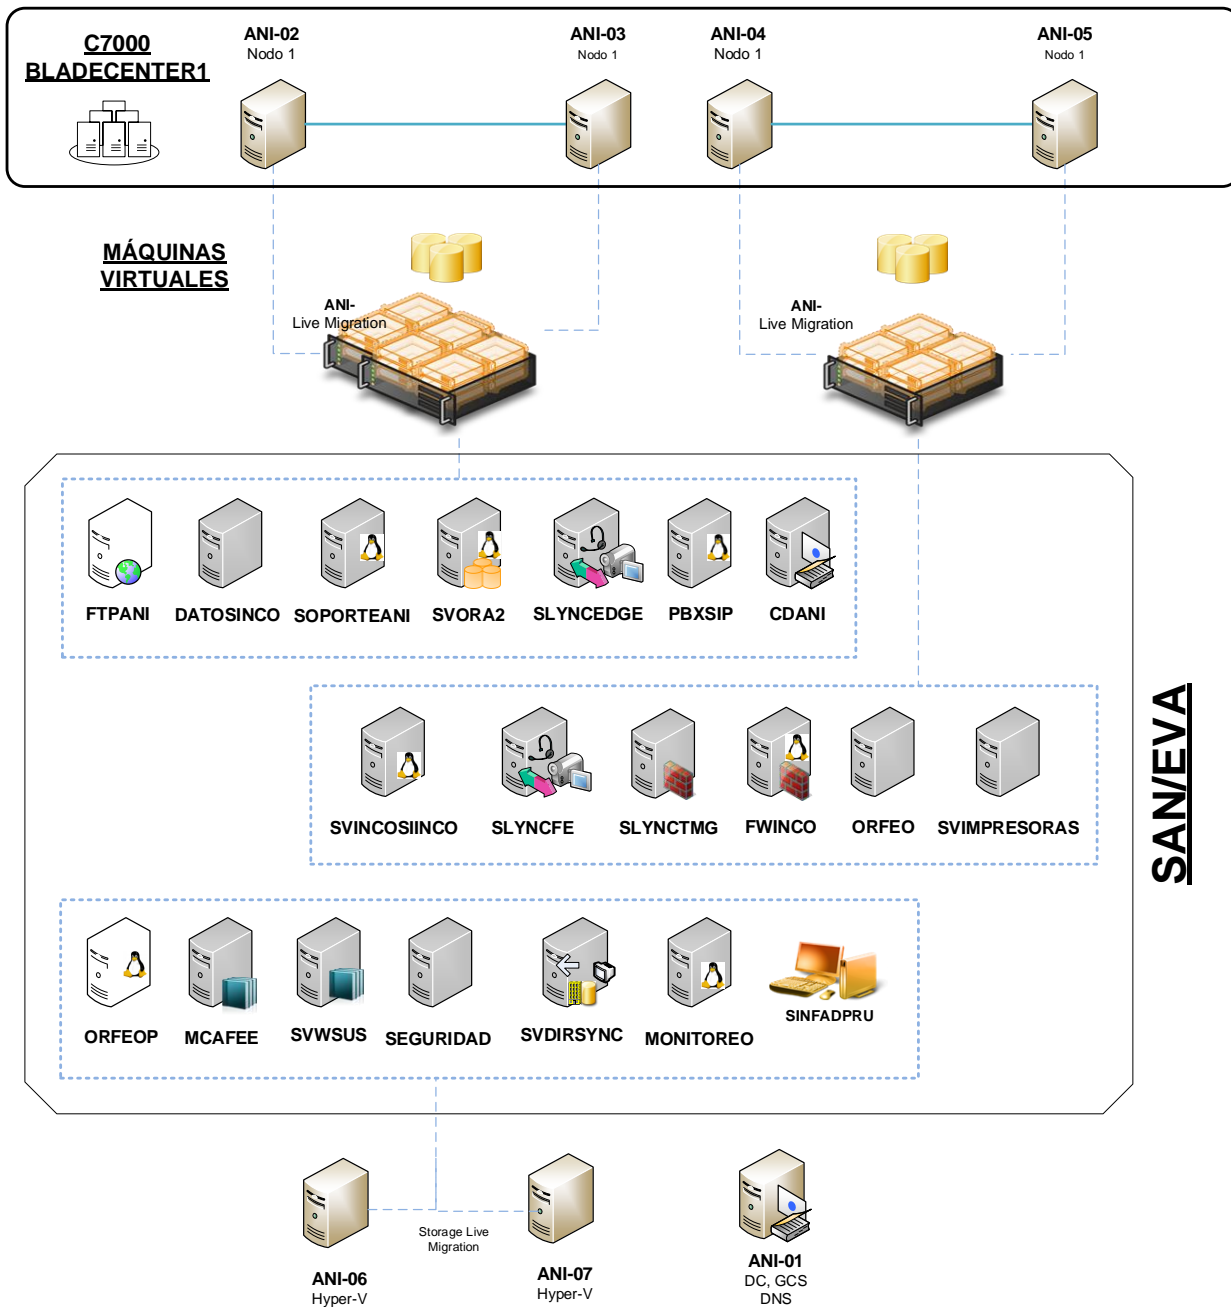 C7000
BLADECENTER1
ANI-02
Nodo 1
ANI-03
Nodo 1
ANI-04
Nodo 1
ANI-05
Nodo 1
MÁQUINAS
VIRTUALES
ANI-
Live Migration
ANI-
Live Migration
FTPANI
DATOSINCO
SOPORTEANI
SVORA2
SLYNCEDGE
PBXSIP
CDANI
SVINCOSIINCO
SLYNCFE
SLYNCTMG
FWINCO
ORFEO
SVIMPRESORAS
SAN/EVA
ORFEOP
MCAFEE
SVWSUS
SEGURIDAD
SVDIRSYNC
MONITOREO
SINFADPRU
Storage Live
Migration
ANI-06
Hyper-V
ANI-07
Hyper-V
ANI-01
DC, GCS
DNS